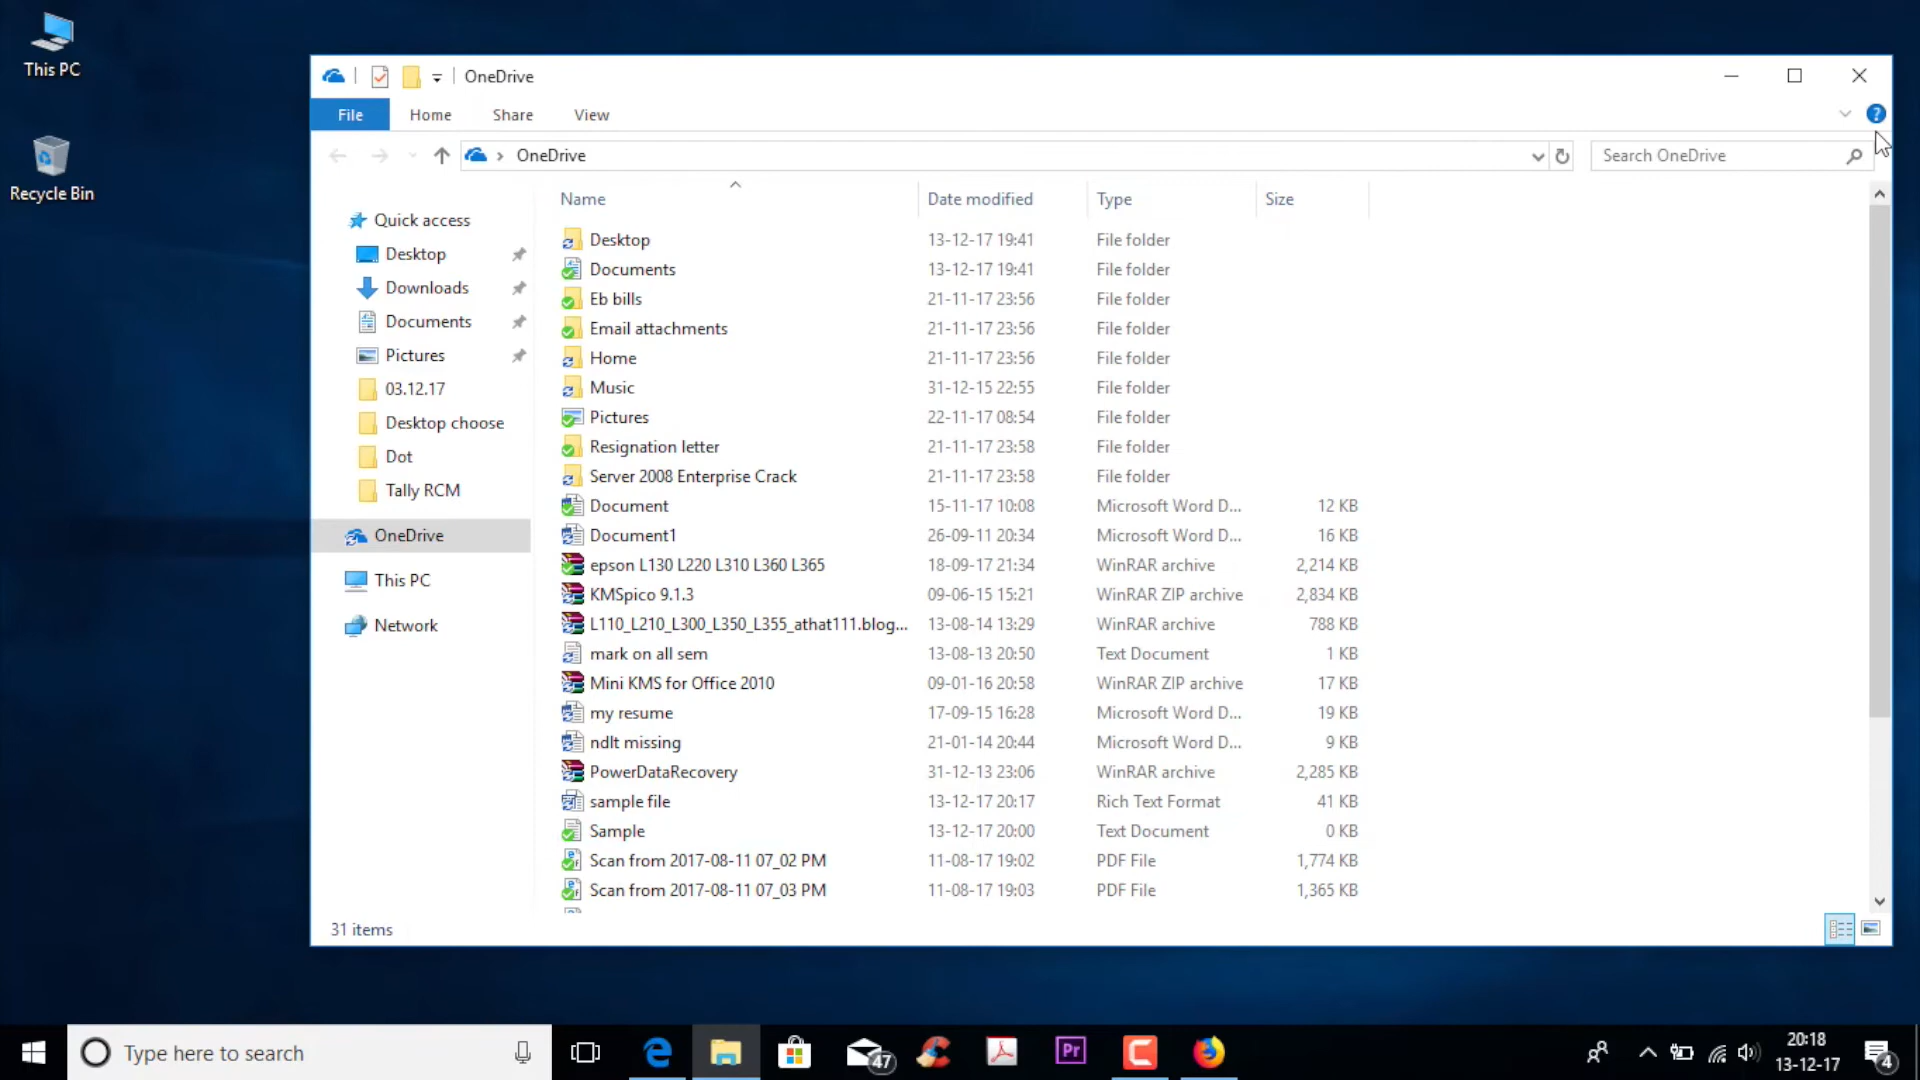 This PC
Recycle Bin
OneDrive
File Home Share View
OneDrive
Search OneDrive
Name Date modified Type Size
Quick access
Desktop
Downloads
Documents
Pictures
03.12.17
Desktop choose
Dot
Tally RCM
OneDrive
This PC
Network
Desktop 13-12-17 19:41 File folder
Documents 13-12-17 19:41 File folder
Eb bills 21-11-17 23:56 File folder
Email attachments 21-11-17 23:56 File folder
Home 21-11-17 23:56 File folder
Music 31-12-15 22:55 File folder
Pictures 22-11-17 08:54 File folder
Resignation letter 21-11-17 23:58 File folder
Server 2008 Enterprise Crack 21-11-17 23:58 File folder
Document 15-11-17 10:08 Microsoft Word D... 12 KB
Document1 26-09-11 20:34 Microsoft Word D... 16 KB
epson L130 L220 L310 L360 L365 18-09-17 21:34 WinRAR archive 2,214 KB
KMSpico 9.1.3 09-06-15 15:21 WinRAR ZIP archive 2,834 KB
L110_L210_L300_L350_L355_athat111.blog... 13-08-14 13:29 WinRAR archive 788 KB
mark on all sem 13-08-13 20:50 Text Document 1 KB
Mini KMS for Office 2010 09-01-16 20:58 WinRAR ZIP archive 17 KB
my resume 17-09-15 16:28 Microsoft Word D... 19 KB
ndlt missing 21-01-14 20:44 Microsoft Word D... 9 KB
PowerDataRecovery 31-12-13 23:06 WinRAR archive 2,285 KB
sample file 13-12-17 20:17 Rich Text Format 41 KB
Sample 13-12-17 20:00 Text Document 0 KB
Scan from 2017-08-11 07_02 PM 11-08-17 19:02 PDF File 1,774 KB
Scan from 2017-08-11 07_03 PM 11-08-17 19:03 PDF File 1,365 KB
31 items
Type here to search
47
Pr
20:18
13-12-17
4